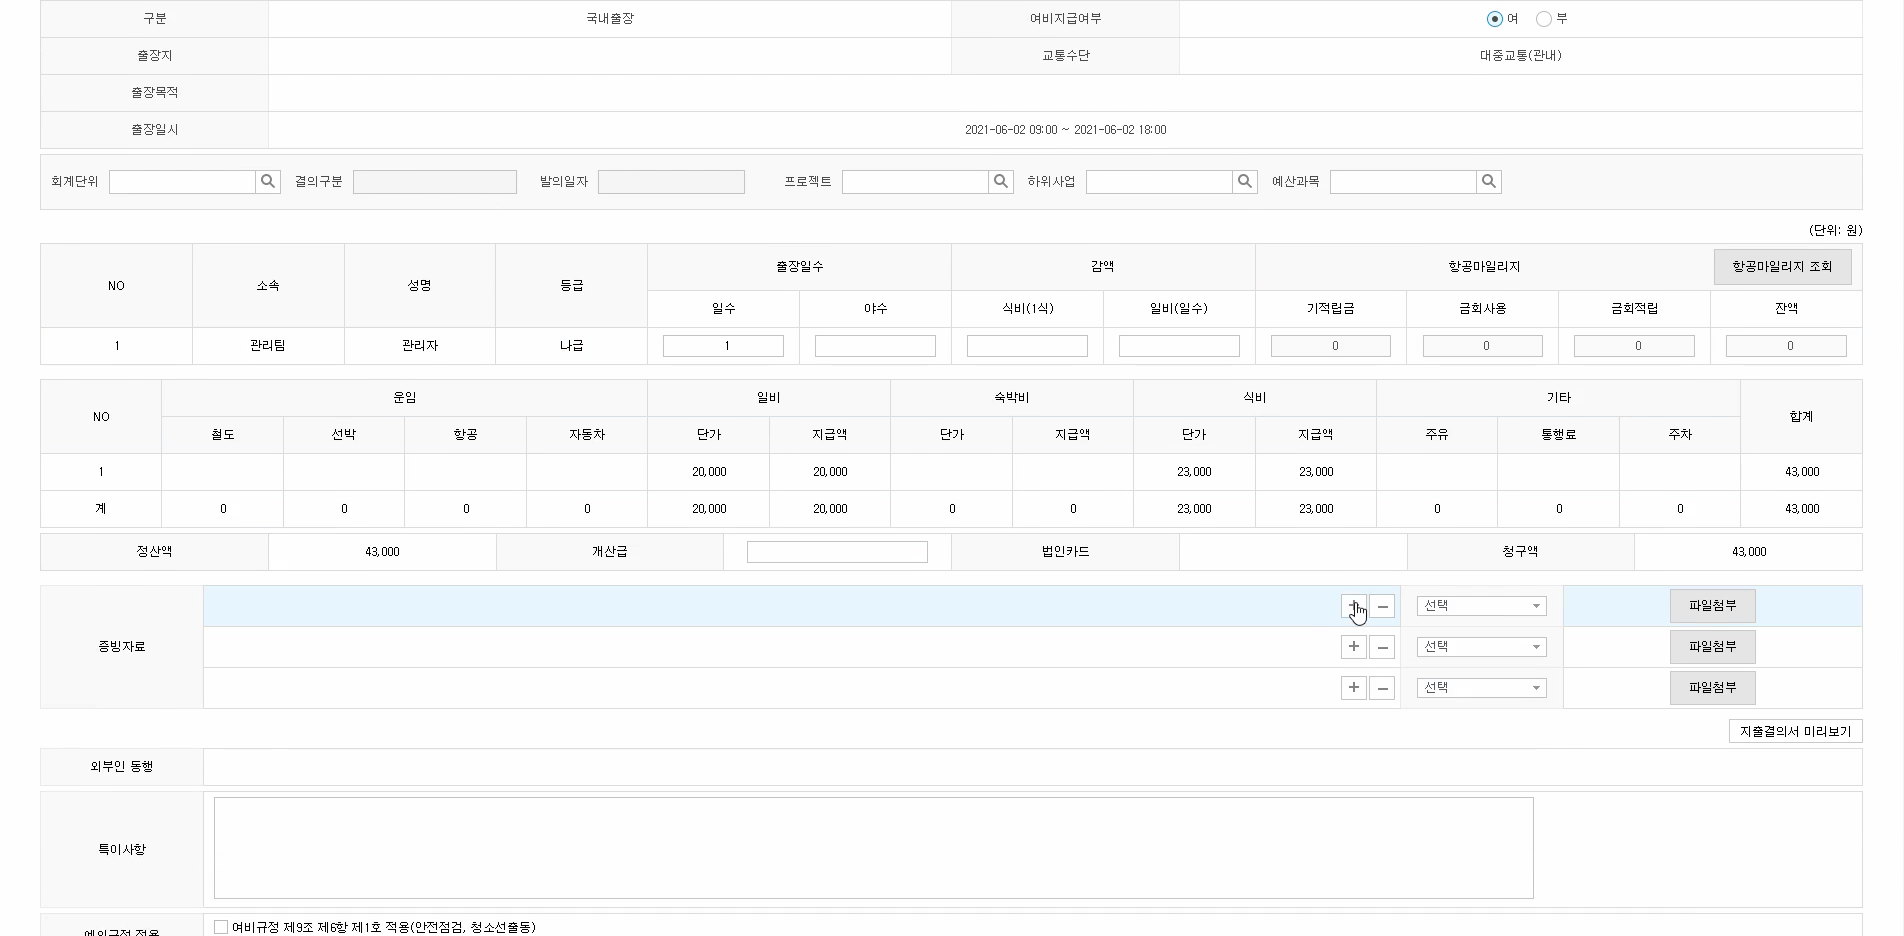 구분 국내출장 여비지급여부 여 부
출장지 교통수단 대중교통(관내)
출장목적
출장일시 2021-06-02 09:00 ~ 2021-06-02 18:00
회계단위 결의구분 발의일자 프로젝트 하위사업 예산과목
(단위: 원)
NO 소속 성명 등급 출장일수 감액 항공마일리지 항공마일리지 조회
일수 야수 식비(1식) 일비(일수) 기적립금 금회사용 금회적립 잔액
1 관리팀 관리자 나급 1 0 0 0 0
NO 운임 일비 숙박비 식비 기타 합계
철도 선박 항공 자동차 단가 지급액 단가 지급액 단가 지급액 주유 통행료 주차
1 20,000 20,000 23,000 23,000 43,000
계 0 0 0 0 20,000 20,000 0 0 23,000 23,000 0 0 0 43,000
정산액 43,000 개산급 법인카드 청구액 43,000
증빙자료
선택 파일첨부
선택 파일첨부
선택 파일첨부
지출결의서 미리보기
외부인 동행
특이사항
예외규정 적용 여비규정 제9조 제6항 제1호 적용(안전점검, 청소선출동)